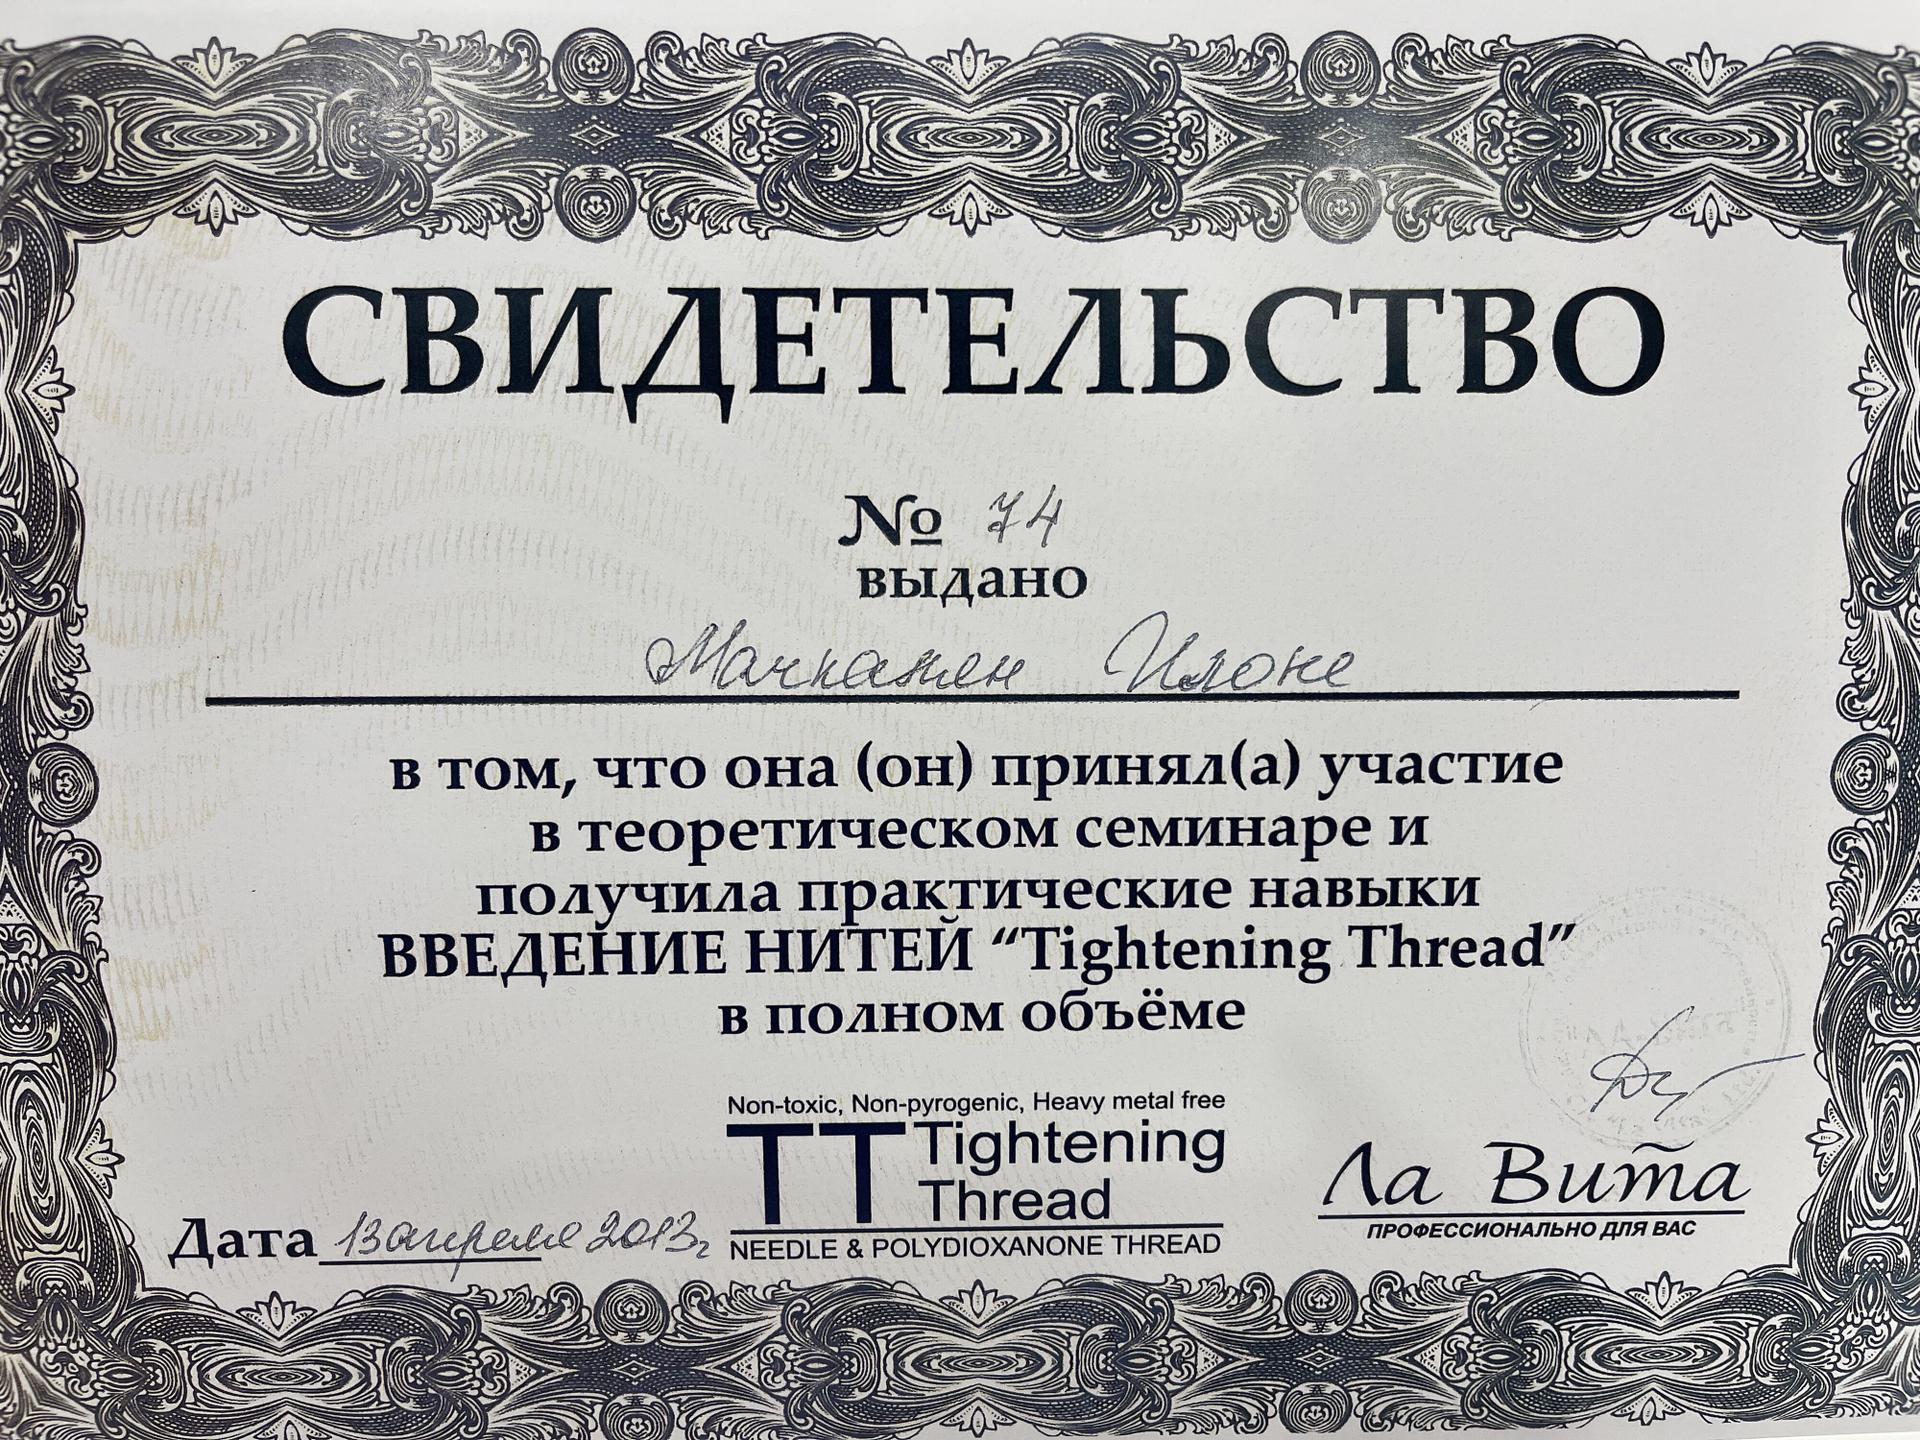 СВИДЕТЕЛЬСТВО
№ 74
выдано
Илоне
в том, что она (он) принял(а) участие
в теоретическом семинаре и
получила практические навыки
ВВЕДЕНИЕ НИТЕЙ “Tightening Thread”
в полном объёме
Non-toxic, Non-pyrogenic, Heavy metal free
TT Tightening
Thread
NEEDLE & POLYDIOXANONE THREAD
Ла Вита
ПРОФЕССИОНАЛЬНО ДЛЯ ВАС
Дата 13 апреля 2013г